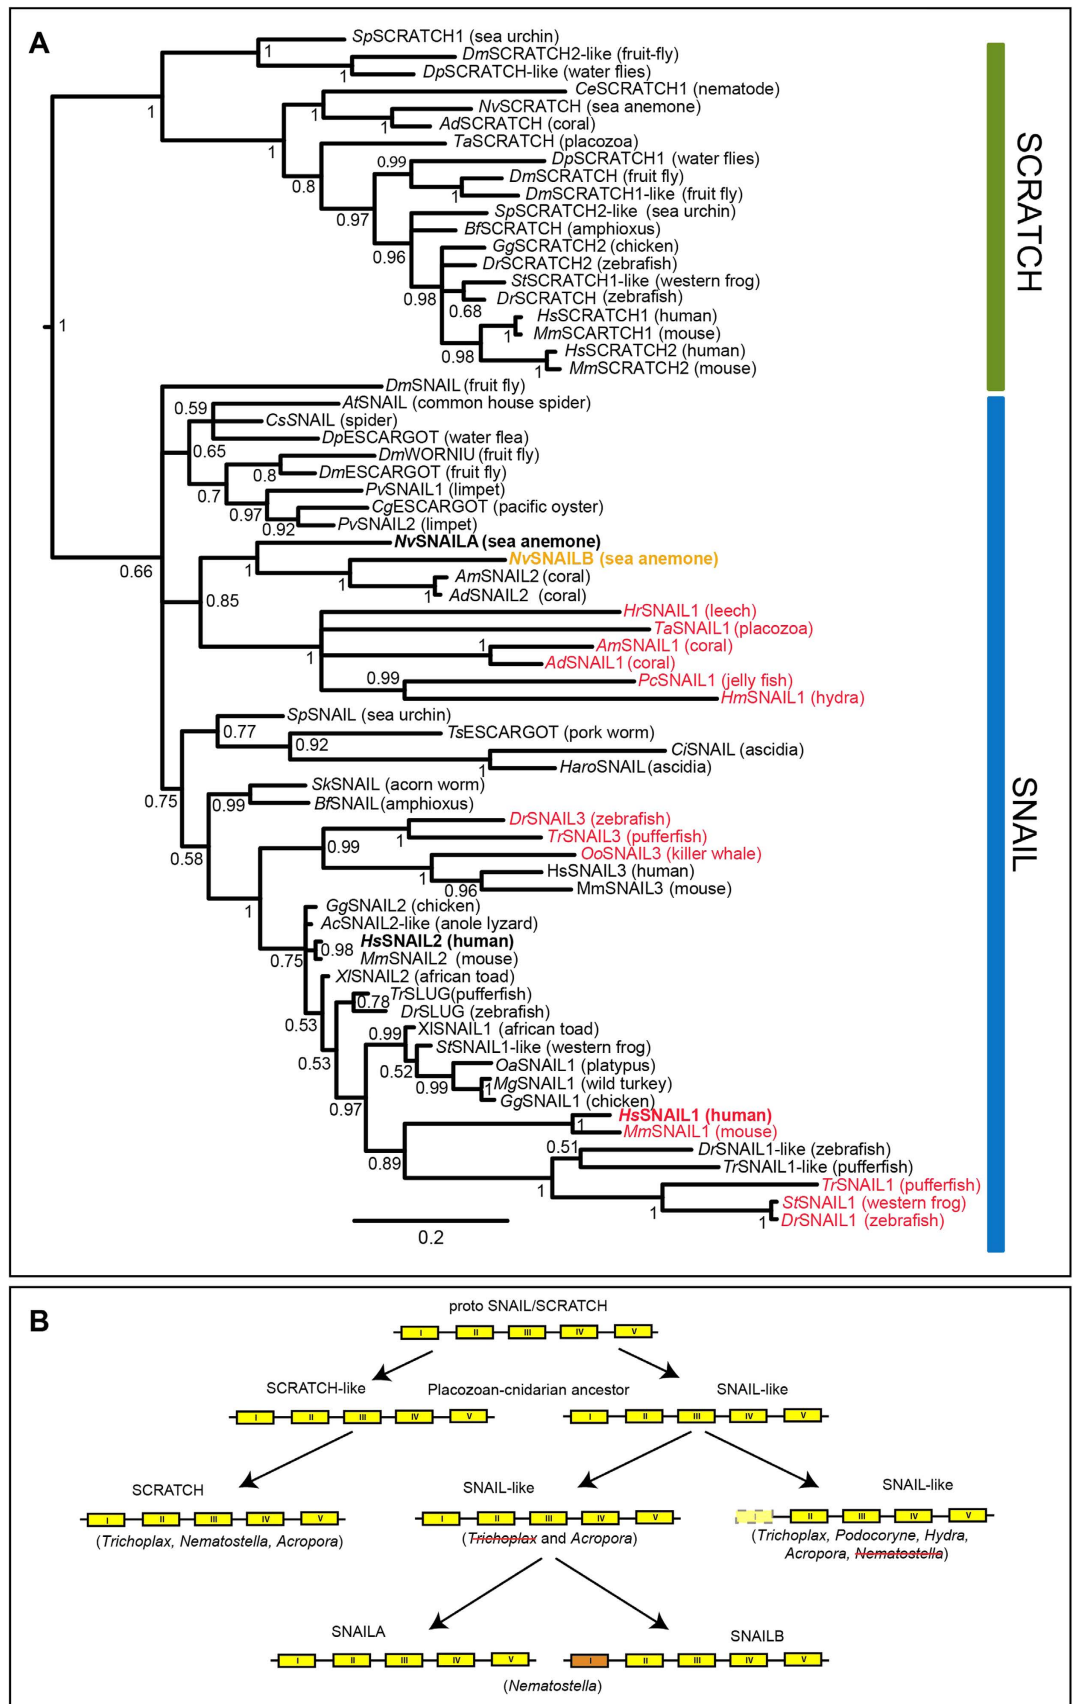 A
SpSCRATCH1 (sea urchin)
1
DmSCRATCH2-like (fruit-fly)
DpSCRATCH-like (water flies)
1
CeSCRATCH1 (nematode)
1
NvSCRATCH (sea anemone)
1
AdSCRATCH (coral)
1
TaSCRATCH (placozoa)
1
DpSCRATCH1 (water flies)
0.99
DmSCRATCH (fruit fly)
0.8
DmSCRATCH1-like (fruit fly)
1
SpSCRATCH2-like (sea urchin)
0.97
BfSCRATCH (amphioxus)
GgSCRATCH2 (chicken)
0.96
DrSCRATCH2 (zebrafish)
StSCRATCH1-like (western frog)
DrSCRATCH (zebrafish)
0.98
0.68
HsSCRATCH1 (human)
1
MmSCARTCH1 (mouse)
1
HsSCRATCH2 (human)
0.98
MmSCRATCH2 (mouse)
1
SCRATCH
DmSNAIL (fruit fly)
AtSNAIL (common house spider)
0.59
CsSNAIL (spider)
DpESCARGOT (water flea)
0.65
DmWORNIU (fruit fly)
DmESCARGOT (fruit fly)
0.8
PvSNAIL1 (limpet)
0.7
CgESCARGOT (pacific oyster)
0.97
PvSNAIL2 (limpet)
0.92
NvSNAILA (sea anemone)
NvSNAILB (sea anemone)
0.66
1
AmSNAIL2 (coral)
1
AdSNAIL2 (coral)
1
0.85
HrSNAIL1 (leech)
TaSNAIL1 (placozoa)
AmSNAIL1 (coral)
1
1
AdSNAIL1 (coral)
PcSNAIL1 (jelly fish)
0.99
HmSNAIL1 (hydra)
SpSNAIL (sea urchin)
0.77
TsESCARGOT (pork worm)
0.92
CiSNAIL (ascidia)
HaroSNAIL (ascidia)
1
SkSNAIL (acorn worm)
0.75
0.99
BfSNAIL (amphioxus)
DrSNAIL3 (zebrafish)
TrSNAIL3 (pufferfish)
1
0.99
OoSNAIL3 (killer whale)
0.58
HsSNAIL3 (human)
1
MmSNAIL3 (mouse)
0.96
GgSNAIL2 (chicken)
1
AcSNAIL2-like (anole lyzard)
HsSNAIL2 (human)
0.98
MmSNAIL2 (mouse)
0.75
XlSNAIL2 (african toad)
TrSLUG(pufferfish)
0.78
DrSLUG (zebrafish)
0.53
XlSNAIL1 (african toad)
0.99
StSNAIL1-like (western frog)
0.53
OaSNAIL1 (platypus)
0.52
MgSNAIL1 (wild turkey)
0.99
1
GgSNAIL1 (chicken)
0.97
HsSNAIL1 (human)
1
MmSNAIL1 (mouse)
DrSNAIL1-like (zebrafish)
0.51
0.89
TrSNAIL1-like (pufferfish)
TrSNAIL1 (pufferfish)
1
StSNAIL1 (western frog)
1
DrSNAIL1 (zebrafish)
1
SNAIL
0.2
B
proto SNAIL/SCRATCH
I II III IV V
SCRATCH-like
Placozoan-cnidarian ancestor
SNAIL-like
I II III IV V
I II III IV V
SCRATCH
SNAIL-like
SNAIL-like
I II III IV V
I II III IV V
I II III IV V
(Trichoplax, Nematostella, Acropora)
(Trichoplax and Acropora)
(Trichoplax, Podocoryne, Hydra,
Acropora, Nematostella)
SNAILA
SNAILB
I II III IV V
I II III IV V
(Nematostella)